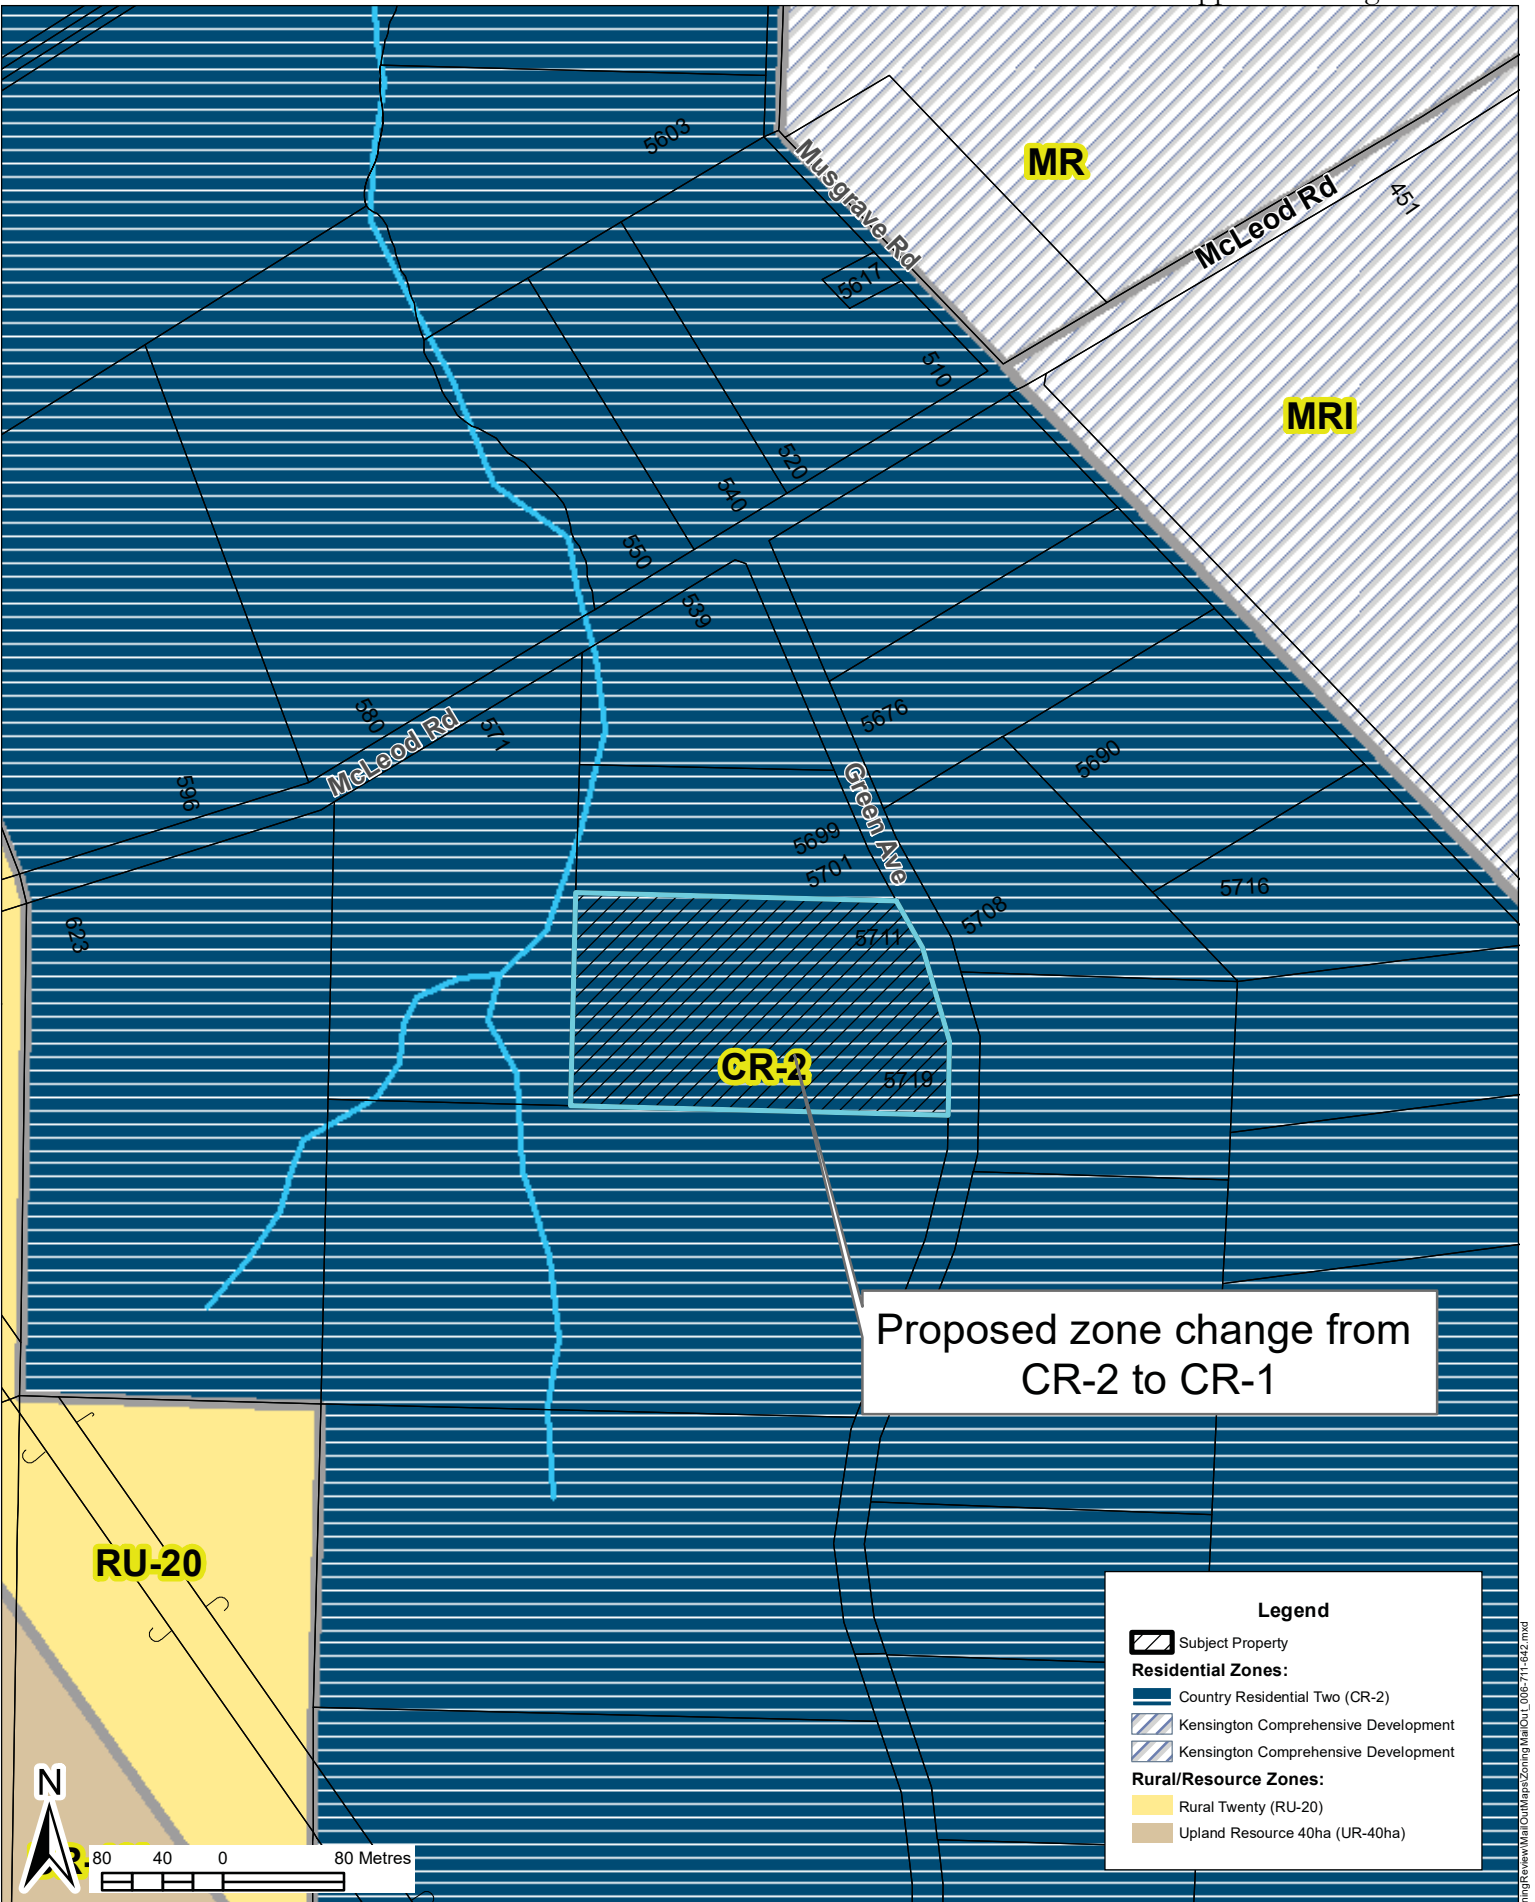 5603
Musgrave Rd
MR
McLeod Rd
451
5617
510
MRI
520
540
550
539
580
McLeod Rd
571
596
5676
5690
Green Ave
5699
5701
5716
5708
623
5711
CR-2
5719
Proposed zone change from
CR-2 to CR-1
RU-20
Legend
Subject Property
Residential Zones:
Country Residential Two (CR-2)
Kensington Comprehensive Development
Kensington Comprehensive Development
Rural/Resource Zones:
Rural Twenty (RU-20)
Upland Resource 40ha (UR-40ha)
N
80 40 0 80 Metres
ZoningMailOut_006-711-642.mxd